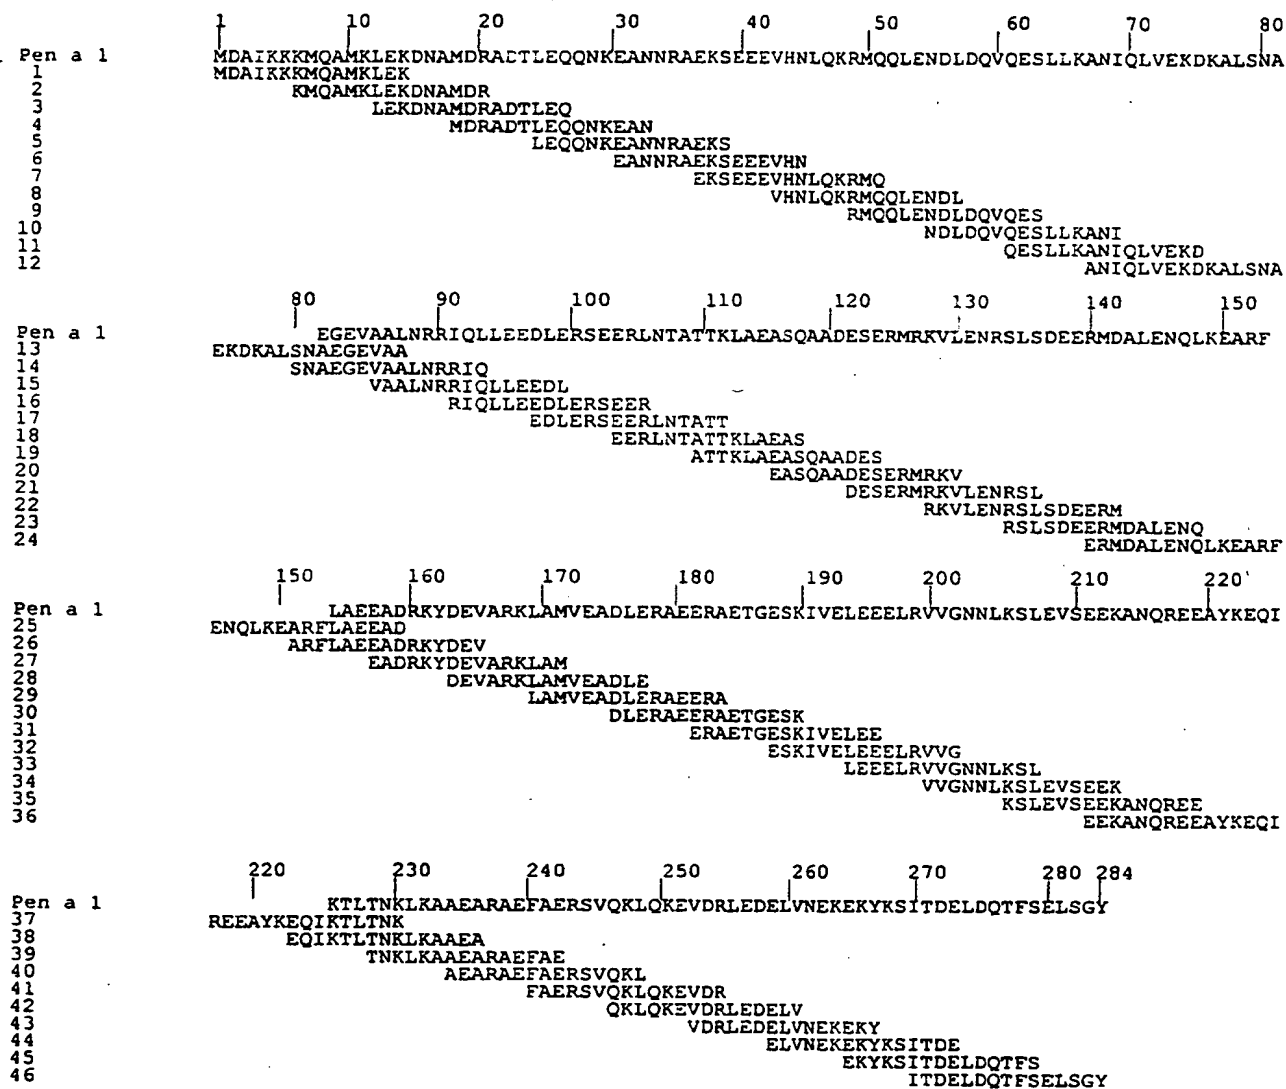 1 10 20 30 40 50 60 70 80
Pen a 1 MDAIKKKMQAMKLEKDNAMDRADTLEQQNKEANNRAEKSEEEVHNLQKRMQQLENDLDQVQESLLKANIQLVEKDKALSNA
1 MDAIKKKMQAMKLEK
2 KMQAMKLEKDNAMDR
3 LEKDNAMDRADTLEQ
4 MDRADTLEQQNKEAN
5 LEQQNKEANNRAEKS
6 EANNRAEKSEEEVHN
7 EKSEEEVHNLQKRMQ
8 VHNLQKRMQQLENDL
9 RMQQLENDLDQVQES
10 NDLDQVQESLLKANI
11 QESLLKANIQLVEKD
12 ANIQLVEKDKALSNA
80 90 100 110 120 130 140 150
Pen a 1 EGEVAALNRRIQLLEEDLERSEERLNTATTKLAEASQAADESERMRKVLENRSLSDEERMDALENQLKEARF
13 EKDKALSNAEGEVAA
14 SNAEGEVAALNRRIQ
15 VAALNRRIQLLEEDL
16 RIQLLEEDLERSEER
17 EDLERSEERLNTATT
18 EERLNTATTKLAEAS
19 ATTKLAEASQAADES
20 EASQAADESERMRKV
21 DESERMRKVLENRSL
22 RKVLENRSLSDEERM
23 RSLSDEERMDALENQ
24 ERMDALENQLKEARF
150 160 170 180 190 200 210 220
Pen a 1 LAEEADRKYDEVARKLAMVEADLERAEERAETGESKIVELEEELRVVGNNLKSLEVSEEKANQREEAYKEQI
25 ENQLKEARFLAEEAD
26 ARFLAEEADRKYDEV
27 EADRKYDEVARKLAM
28 DEVARKLAMVEADLE
29 LAMVEADLERAEERA
30 DLERAEERAETGESK
31 ERAETGESKIVELEE
32 ESKIVELEEELRVVG
33 LEEELRVVGNNLKSL
34 VVGNNLKSLEVSEEK
35 KSLEVSEEKANQREE
36 EEKANQREEAYKEQI
220 230 240 250 260 270 280 284
Pen a 1 KTLTNKLKAAEARAEFAERSVQKLQKEVDRLEDELVNEKEKYKSITDELDQTFSELSGY
37 REEAYKEQIKTLTNK
38 EQIKTLTNKLKAAEA
39 TNKLKAAEARAEFAE
40 AEARAEFAERSVQKL
41 FAERSVQKLQKEVDR
42 QKLQKEVDRLEDELV
43 VDRLEDELVNEKEKY
44 ELVNEKEKYKSITDE
45 EKYKSITDELDQTFS
46 ITDELDQTFSELSGY